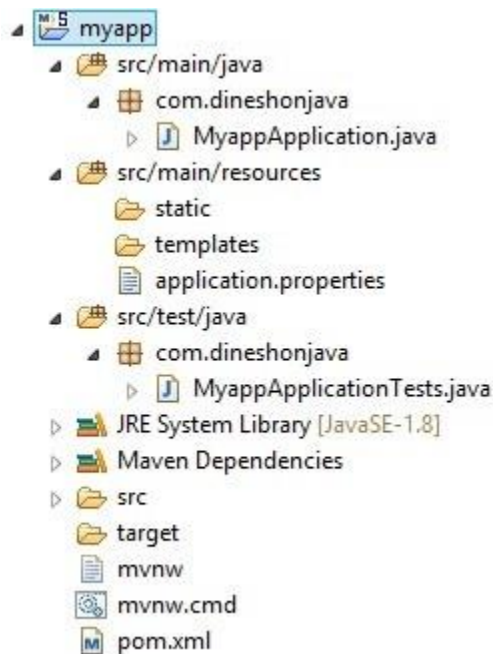 myapp
src/main/java
com.dineshonjava
MyappApplication.java
src/main/resources
static
templates
application.properties
src/test/java
com.dineshonjava
MyappApplicationTests.java
JRE System Library [JavaSE-1.8]
Maven Dependencies
src
target
mvnw
mvnw.cmd
pom.xml